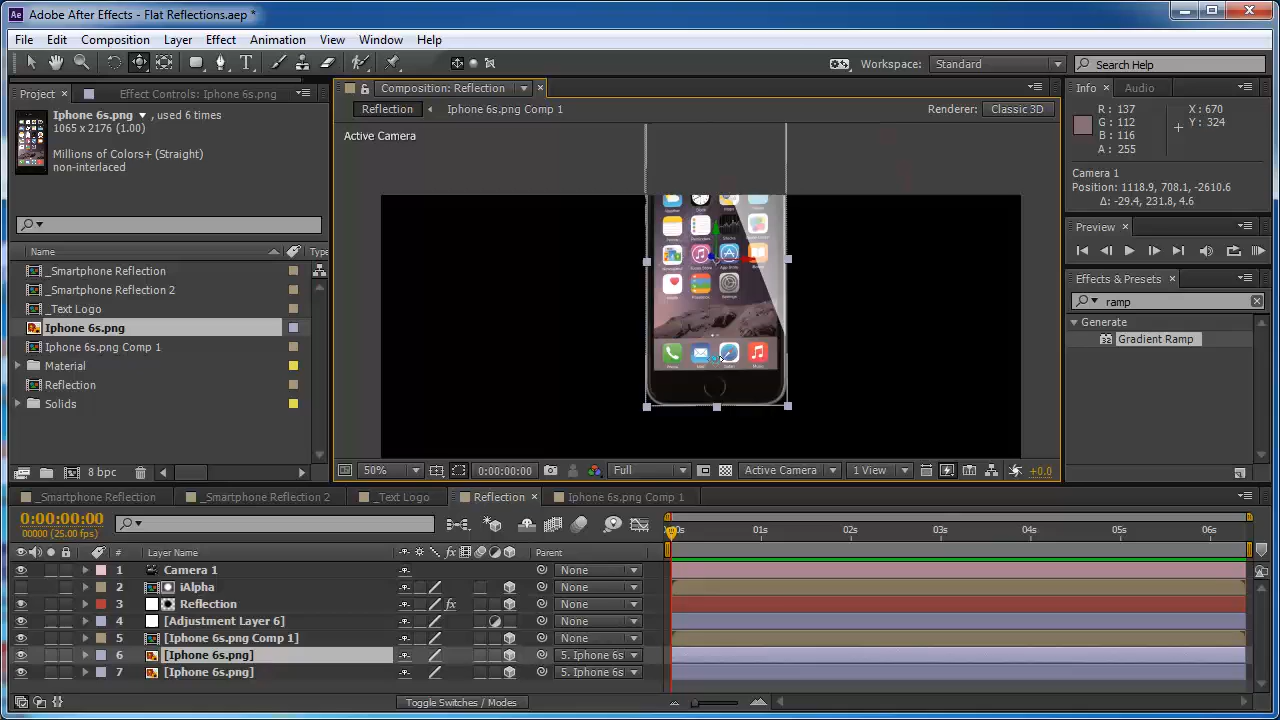 Ae Adobe After Effects - Flat Reflections.aep *
File Edit Composition Layer Effect Animation View Window Help
Workspace: Standard Search Help
Project Effect Controls: Iphone 6s.png
Iphone 6s.png , used 6 times
1065 x 2176 (1.00)
Millions of Colors+ (Straight)
non-interlaced
Name Type
_Smartphone Reflection
_Smartphone Reflection 2
_Text Logo
Iphone 6s.png
Iphone 6s.png Comp 1
Material
Reflection
Solids
8 bpc
Composition: Reflection
Reflection Iphone 6s.png Comp 1 Renderer: Classic 3D
Active Camera
50% 0:00:00:00 Full Active Camera 1 View +0.0
Info Audio
R: 137 X: 670
G: 112 Y: 324
B: 116
A: 255
Camera 1
Position: 1118.9, 708.1, -2610.6
Δ: -29.4, 231.8, 4.6
Preview
Effects & Presets
ramp
Generate
32 Gradient Ramp
_Smartphone Reflection _Smartphone Reflection 2 _Text Logo Reflection Iphone 6s.png Comp 1
0:00:00:00
00000 (25.00 fps)
00s 01s 02s 03s 04s 05s 06s
# Layer Name fx Parent
1 Camera 1 None
2 iAlpha None
3 Reflection fx None
4 [Adjustment Layer 6] None
5 [Iphone 6s.png Comp 1] None
6 [Iphone 6s.png] 5. Iphone 6s
7 [Iphone 6s.png] 5. Iphone 6s
Toggle Switches / Modes